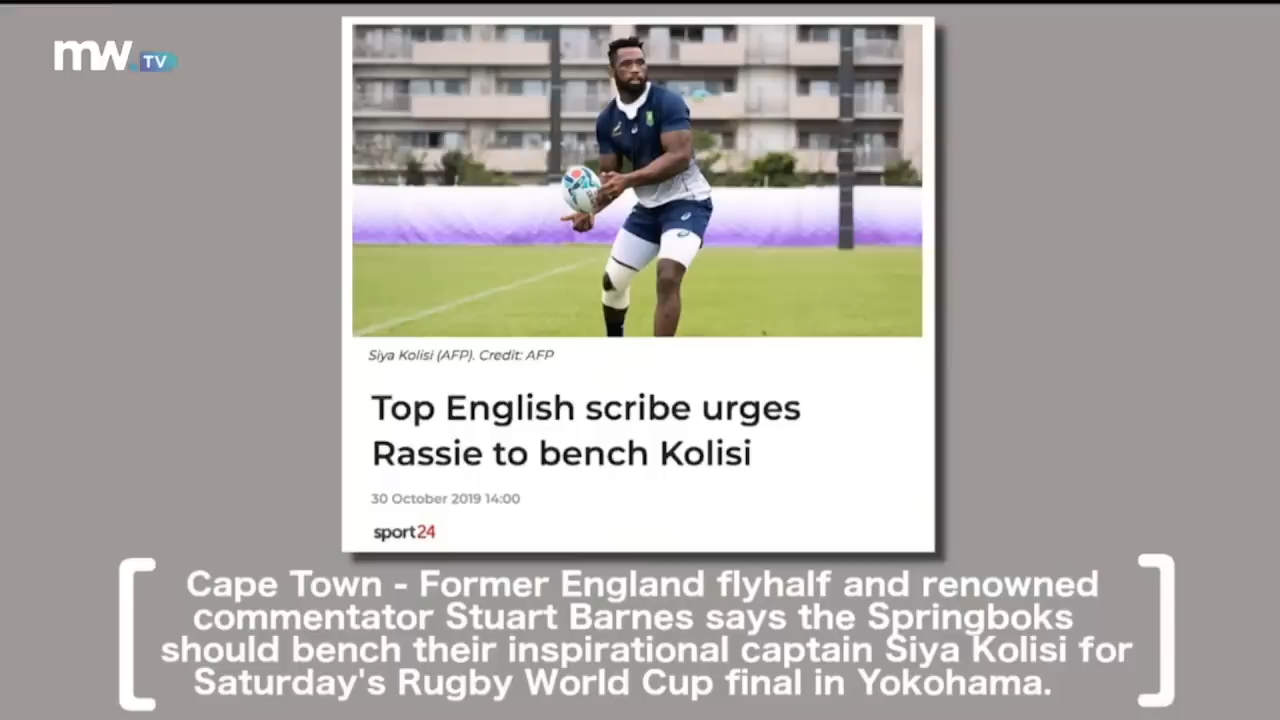 mw.
TV
Siya Kolisi (AFP). Credit: AFP
Top English scribe urges
Rassie to bench Kolisi
30 October 2019 14:00
sport24
Cape Town - Former England flyhalf and renowned
commentator Stuart Barnes says the Springboks
should bench their inspirational captain Siya Kolisi for
Saturday's Rugby World Cup final in Yokohama.